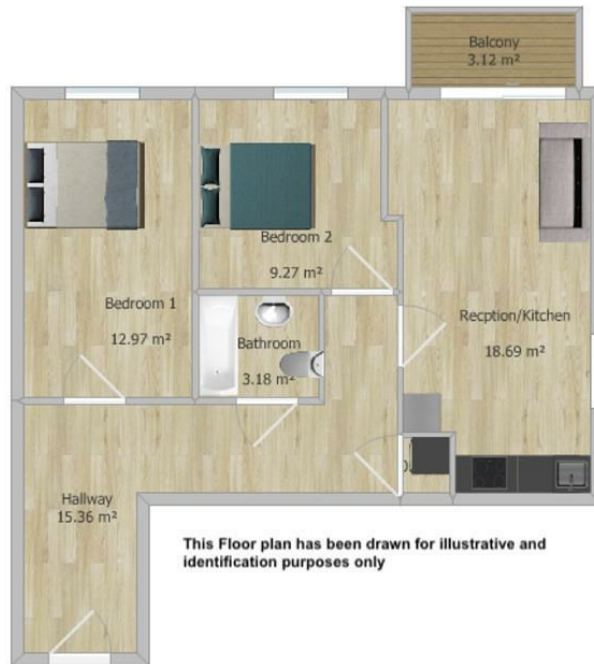 Balcony
3.12 m²
Bedroom 2
9.27 m²
Bedroom 1
12.97 m²
Recption/Kitchen
18.69 m²
Bathroom
3.18 m²
Hallway
15.36 m²
This Floor plan has been drawn for illustrative and
identification purposes only